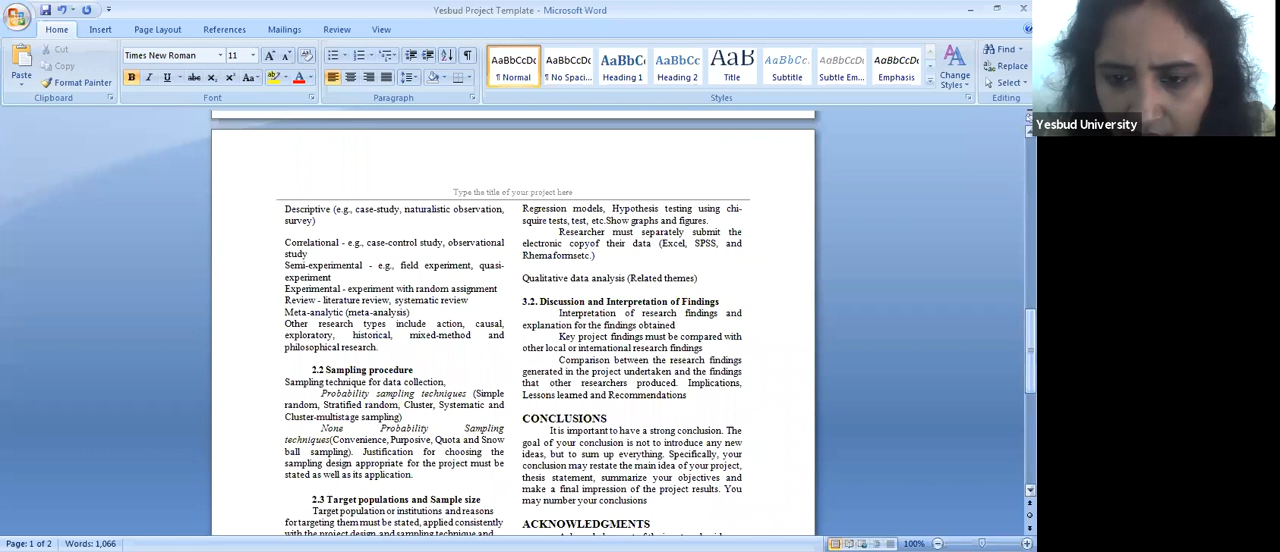 Yesbud Project Template - Microsoft Word
Home Insert Page Layout References Mailings Review View
Paste
Cut
Copy
Format Painter
Clipboard
Times New Roman 11
Font
Paragraph
AaBbCcDc AaBbCcDc AaBbC AaBbCc AaB AaBbCc AaBbCcDc AaBbCcDc
¶ Normal ¶ No Spaci... Heading 1 Heading 2 Title Subtitle Subtle Em... Emphasis
Change Styles
Styles
Find
Replace
Select
Editing
Yesbud University
Type the title of your project here
Descriptive (e.g., case-study, naturalistic observation,
survey)
Correlational - e.g., case-control study, observational
study
Semi-experimental - e.g., field experiment, quasi-
experiment
Experimental - experiment with random assignment
Review - literature review, systematic review
Meta-analytic (meta-analysis)
Other research types include action, causal,
exploratory, historical, mixed-method and
philosophical research.
2.2 Sampling procedure
Sampling technique for data collection,
Probability sampling techniques (Simple
random, Stratified random, Cluster, Systematic and
Cluster-multistage sampling)
None Probability Sampling
techniques(Convenience, Purposive, Quota and Snow
ball sampling). Justification for choosing the
sampling design appropriate for the project must be
stated as well as its application.
2.3 Target populations and Sample size
Target population or institutions and reasons
for targeting them must be stated, applied consistently
with the project design and sampling technique and
Regression models, Hypothesis testing using chi-
squire tests, test, etc.Show graphs and figures.
Researcher must separately submit the
electronic copyof their data (Excel, SPSS, and
Rhemaformsetc.)
Qualitative data analysis (Related themes)
3.2. Discussion and Interpretation of Findings
Interpretation of research findings and
explanation for the findings obtained
Key project findings must be compared with
other local or international research findings
Comparison between the research findings
generated in the project undertaken and the findings
that other researchers produced. Implications,
Lessons learned and Recommendations
CONCLUSIONS
It is important to have a strong conclusion. The
goal of your conclusion is not to introduce any new
ideas, but to sum up everything. Specifically, your
conclusion may restate the main idea of your project,
thesis statement, summarize your objectives and
make a final impression of the project results. You
may number your conclusions
ACKNOWLEDGMENTS
Page: 1 of 2 Words: 1,066 100%